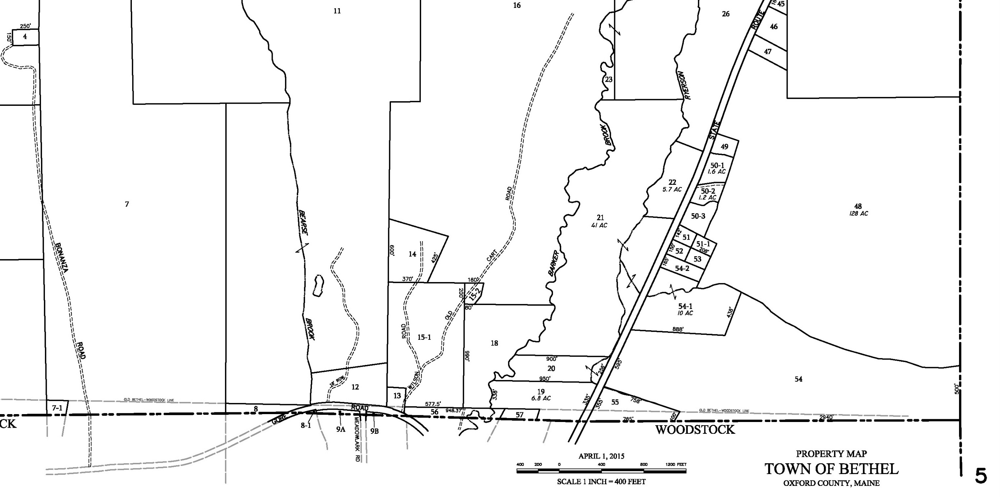 11
16
26
16
45
ROUTE
46
47
250'
150'
4
23
RYERSON
BROOK
STATE
49
50-1
1.6 AC
22
5.7 AC
50-2
1.2 AC
ROAD
7
48
128 AC
50-3
21
41 AC
BEARSE
142'
51
51-1
150'
52
208'
53
165'
54-2
BONANZA
600'
14
425'
CART
BARKER
370'
180'
200'
15-2
80'
54-1
10 AC
438'
OLD
BROOK
ROAD
15-1
888'
18
ROAD
990'
900'
20
256'
595'
950'
54
18' ROW
12
WILSON
13
338'
19
6.8 AC
335'
355'
55
758'
500'
OLD BETHEL-WOODSTOCK LINE
7-1
8
ROAD
577.5'
948.37'
56
57
OLD BETHEL-WOODSTOCK LINE
100'
765'
2940'
GORE
8-1
9A
MEADOWLARK RD
9B
CK
WOODSTOCK
APRIL 1, 2015
400 200 0 400 800 1200 FEET
SCALE 1 INCH = 400 FEET
PROPERTY MAP
TOWN OF BETHEL
OXFORD COUNTY, MAINE
5